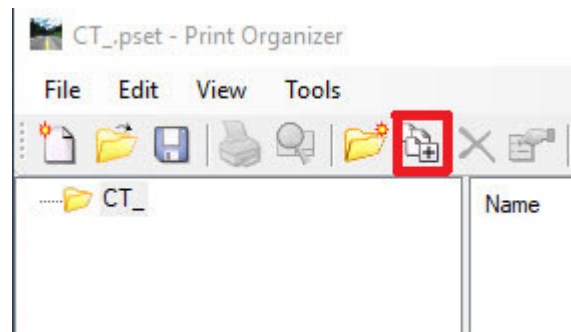 CT_.pset - Print Organizer
File Edit View Tools
CT_
Name